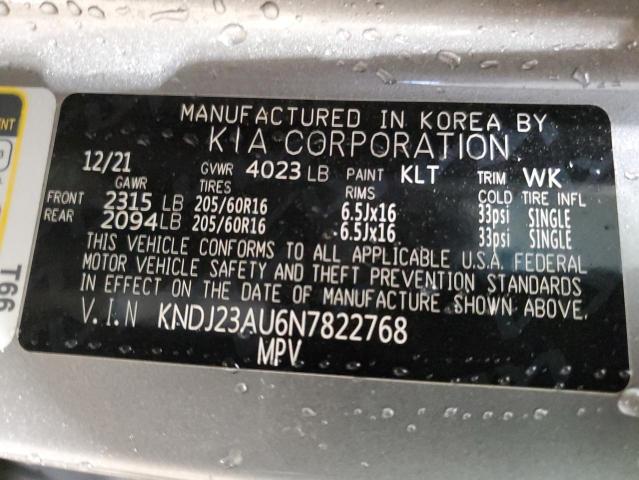 MANUFACTURED IN KOREA BY
KIA CORPORATION
12/21 GVWR 4023 LB PAINT KLT TRIM WK
GAWR TIRES RIMS COLD TIRE INFL
FRONT 2315 LB 205/60R16 6.5Jx16 33psi SINGLE
REAR 2094LB 205/60R16 6.5Jx16 33psi SINGLE
THIS VEHICLE CONFORMS TO ALL APPLICABLE U.S.A. FEDERAL
MOTOR VEHICLE SAFETY AND THEFT PREVENTION STANDARDS
IN EFFECT ON THE DATE OF MANUFACTURE SHOWN ABOVE.
V.I.N KNDJ23AU6N7822768
MPV
T66